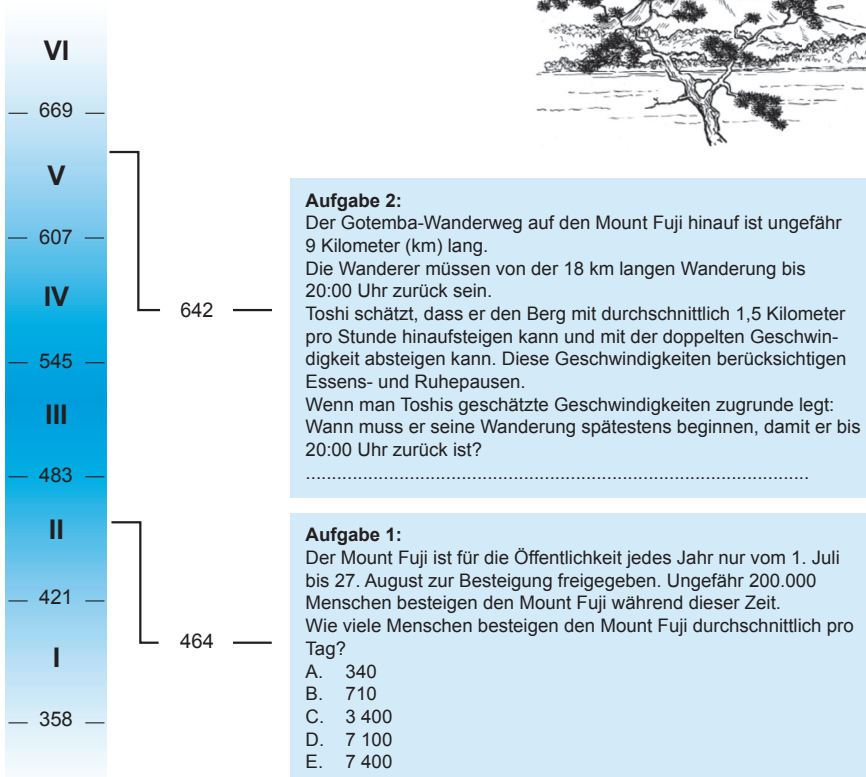 VI
669
V
607
IV
545
III
483
II
421
I
358
642
464
Aufgabe 2:
Der Gotemba-Wanderweg auf den Mount Fuji hinauf ist ungefähr
9 Kilometer (km) lang.
Die Wanderer müssen von der 18 km langen Wanderung bis
20:00 Uhr zurück sein.
Toshi schätzt, dass er den Berg mit durchschnittlich 1,5 Kilometer
pro Stunde hinaufsteigen kann und mit der doppelten Geschwin-
digkeit absteigen kann. Diese Geschwindigkeiten berücksichtigen
Essens- und Ruhepausen.
Wenn man Toshis geschätzte Geschwindigkeiten zugrunde legt:
Wann muss er seine Wanderung spätestens beginnen, damit er bis
20:00 Uhr zurück ist?
.................................................................................................
Aufgabe 1:
Der Mount Fuji ist für die Öffentlichkeit jedes Jahr nur vom 1. Juli
bis 27. August zur Besteigung freigegeben. Ungefähr 200.000
Menschen besteigen den Mount Fuji während dieser Zeit.
Wie viele Menschen besteigen den Mount Fuji durchschnittlich pro
Tag?
A. 340
B. 710
C. 3 400
D. 7 100
E. 7 400